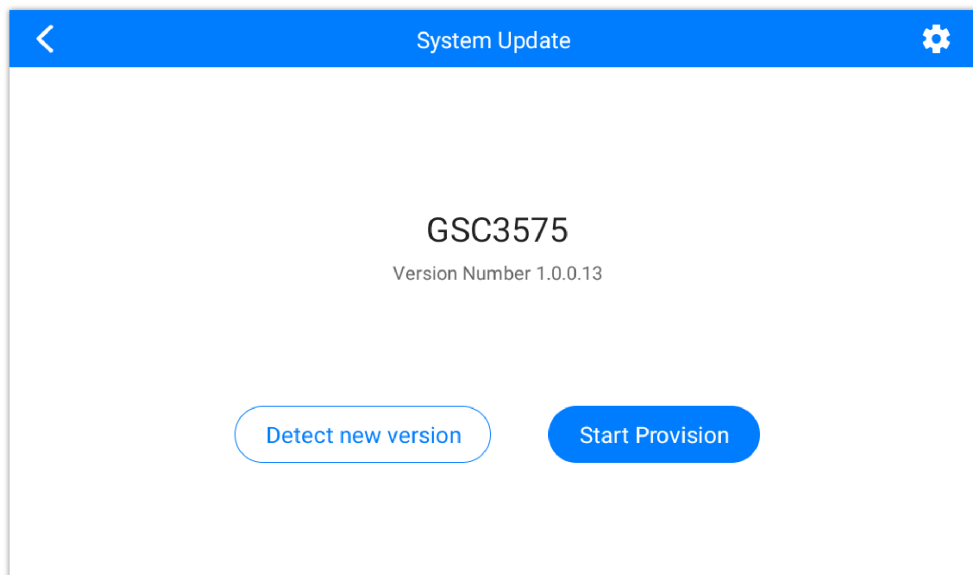 System Update
GSC3575
Version Number 1.0.0.13
Detect new version
Start Provision